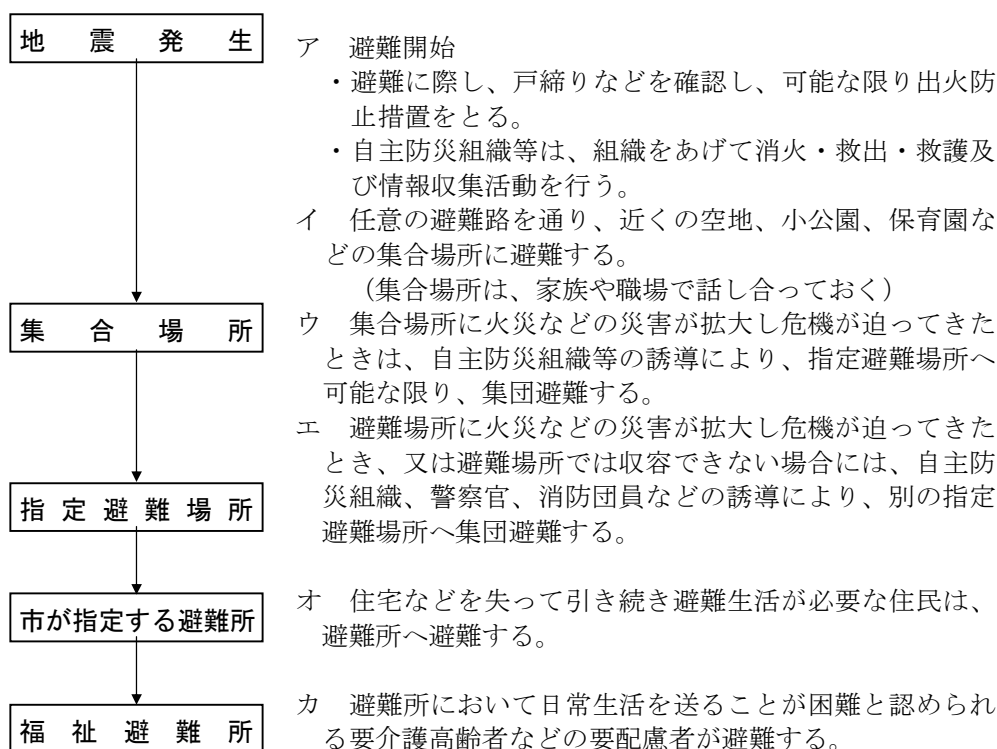 地震発生
ア 避難開始
・避難に際し、戸締りなどを確認し、可能な限り出火防
止措置をとる。
・自主防災組織等は、組織をあげて消火・救出・救護及
び情報収集活動を行う。
イ 任意の避難路を通り、近くの空地、小公園、保育園な
どの集合場所に避難する。
（集合場所は、家族や職場で話し合っておく）
集合場所
ウ 集合場所に火災などの災害が拡大し危機が迫ってきた
ときは、自主防災組織等の誘導により、指定避難場所へ
可能な限り、集団避難する。
エ 避難場所に火災などの災害が拡大し危機が迫ってきた
とき、又は避難場所では収容できない場合には、自主防
災組織、警察官、消防団員などの誘導により、別の指定
避難場所へ集団避難する。
指定避難場所
市が指定する避難所
オ 住宅などを失って引き続き避難生活が必要な住民は、
避難所へ避難する。
福祉避難所
カ 避難所において日常生活を送ることが困難と認められ
る要介護高齢者などの要配慮者が避難する。